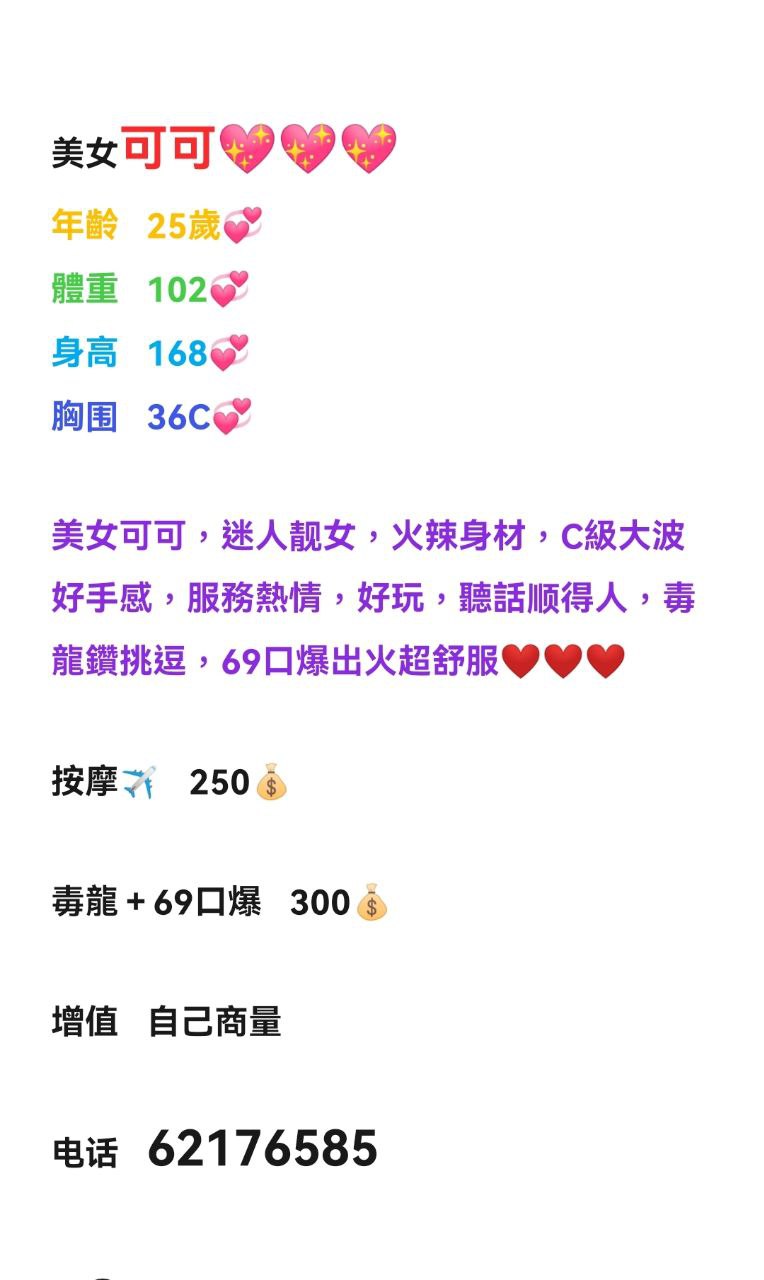 美女可可💖💖💖
年齡 25歲💞
體重 102💞
身高 168💞
胸围 36C💞
美女可可，迷人靓女，火辣身材，C級大波
好手感，服務熱情，好玩，聽話顺得人，毒
龍鑽挑逗，69口爆出火超舒服❤️❤️❤️
按摩✈️ 250💰
毒龍+69口爆 300💰
增值 自己商量
电话 62176585